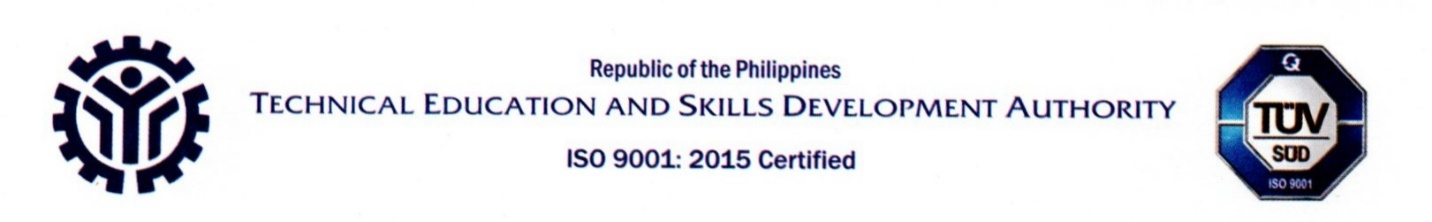 Republic of the Philippines
TECHNICAL EDUCATION AND SKILLS DEVELOPMENT AUTHORITY
ISO 9001: 2015 Certified
Q
TÜV
SÜD
ISO 9001